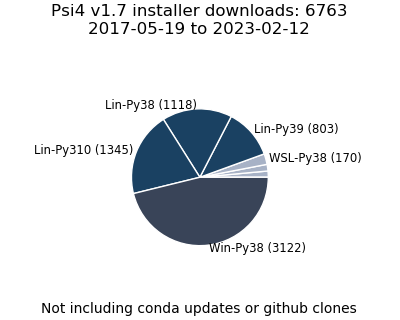 Psi4 v1.7 installer downloads: 6763
2017-05-19 to 2023-02-12
Lin-Py38 (1118)
Lin-Py39 (803)
Lin-Py310 (1345)
WSL-Py38 (170)
Win-Py38 (3122)
Not including conda updates or github clones